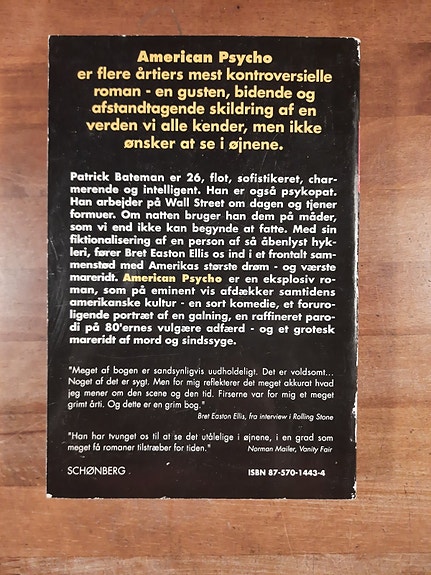 American Psycho
er flere årtiers mest kontroversielle
roman - en gusten, bidende og
afstandtagende skildring af en
verden vi alle kender, men ikke
ønsker at se i øjnene.
Patrick Bateman er 26, flot, sofistikeret, char-
merende og intelligent. Han er også psykopat.
Han arbejder på Wall Street om dagen og tjener
formuer. Om natten bruger han dem på måder,
som vi end ikke kan begynde at fatte. Med sin
fiktionalisering af en person af så åbenlyst hyk-
leri, fører Bret Easton Ellis os ind i et frontalt sam-
menstød med Amerikas største drøm - og værste
mareridt. American Psycho er en eksplosiv ro-
man, som på eminent vis afdækker samtidens
amerikanske kultur - en sort komedie, et foruro-
ligende portræt af en galning, en raffineret paro-
di på 80'ernes vulgære adfærd - og et grotesk
mareridt af mord og sindssyge.
"Meget af bogen er sandsynligvis uudholdeligt. Det er voldsomt...
Noget af det er sygt. Men for mig reflekterer det meget akkurat hvad
jeg mener om den scene og den tid. Firserne var for mig et meget
grimt årti. Og dette er en grim bog."
Bret Easton Ellis, fra interview i Rolling Stone
"Han har tvunget os til at se det utålelige i øjnene, i en grad som
meget få romaner tilstræber for tiden."
Norman Mailer, Vanity Fair
SCHØNBERG
ISBN 87-570-1443-4